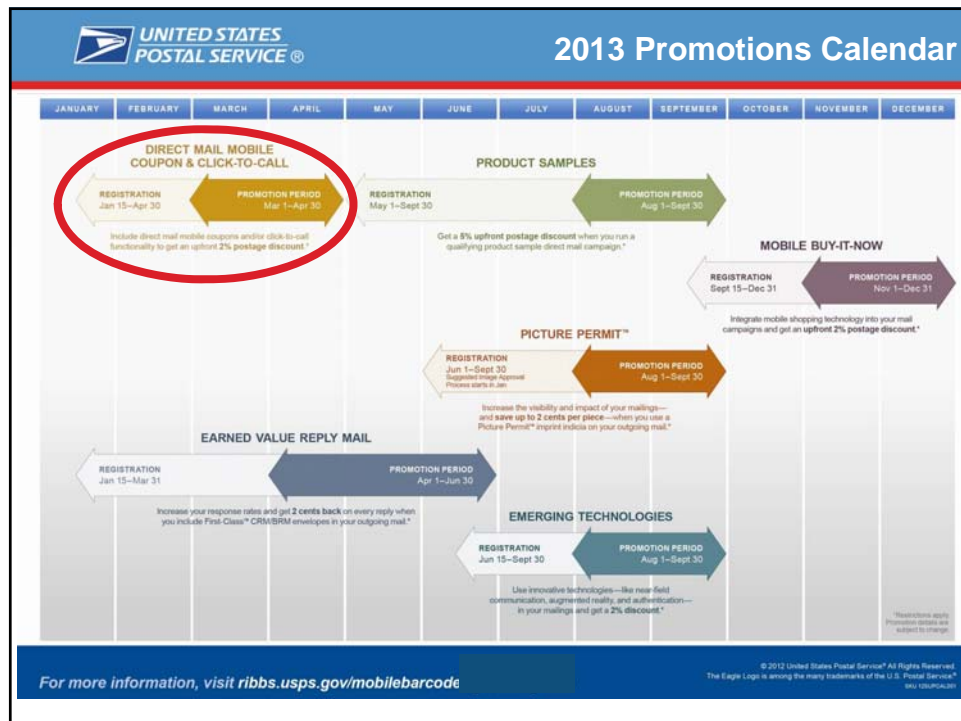 UNITED STATES
POSTAL SERVICE ®
2013 Promotions Calendar
JANUARY FEBRUARY MARCH APRIL MAY JUNE JULY AUGUST SEPTEMBER OCTOBER NOVEMBER DECEMBER
DIRECT MAIL MOBILE
COUPON & CLICK-TO-CALL
REGISTRATION
Jan 15–Apr 30
PROMOTION PERIOD
Mar 1–Apr 30
Include direct mail mobile coupons and/or click-to-call
functionality to get an upfront 2% postage discount.*
PRODUCT SAMPLES
REGISTRATION
May 1–Sept 30
PROMOTION PERIOD
Aug 1–Sept 30
Get a 5% upfront postage discount when you run a
qualifying product sample direct mail campaign.*
MOBILE BUY-IT-NOW
REGISTRATION
Sept 15–Dec 31
PROMOTION PERIOD
Nov 1–Dec 31
Integrate mobile shopping technology into your mail
campaigns and get an upfront 2% postage discount.*
PICTURE PERMIT™
REGISTRATION
Jun 1–Sept 30
Suggested Image Approval
Process starts in Jan
PROMOTION PERIOD
Aug 1–Sept 30
Increase the visibility and impact of your mailings—
and save up to 2 cents per piece—when you use a
Picture Permit™ imprint indicia on your outgoing mail.*
EARNED VALUE REPLY MAIL
REGISTRATION
Jan 15–Mar 31
PROMOTION PERIOD
Apr 1–Jun 30
Increase your response rates and get 2 cents back on every reply when
you include First-Class™ CRM/BRM envelopes in your outgoing mail.*
EMERGING TECHNOLOGIES
REGISTRATION
Jun 15–Sept 30
PROMOTION PERIOD
Aug 1–Sept 30
Use innovative technologies—like near-field
communication, augmented reality, and authentication—
in your mailings and get a 2% discount.*
*Restrictions apply.
Promotion details are
subject to change.
For more information, visit ribbs.usps.gov/mobilebarcode
© 2012 United States Postal Service® All Rights Reserved.
The Eagle Logo is among the many trademarks of the U.S. Postal Service.®